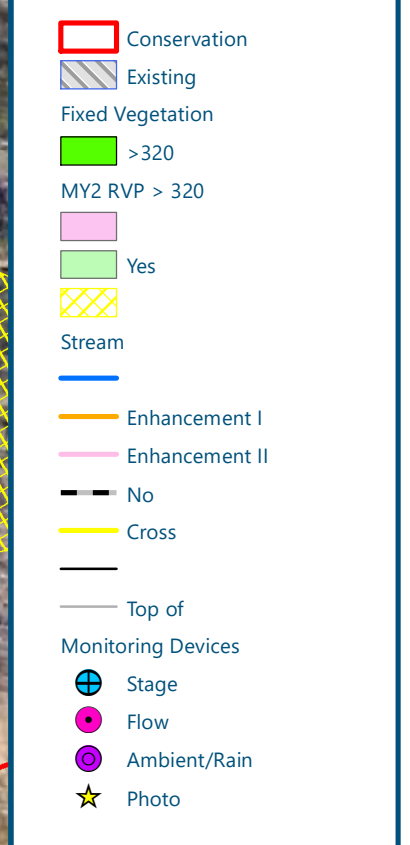 Conservation
Existing
Fixed Vegetation
>320
MY2 RVP > 320
Yes
Stream
Enhancement I
Enhancement II
No
Cross
Top of
Monitoring Devices
Stage
Flow
Ambient/Rain
Photo